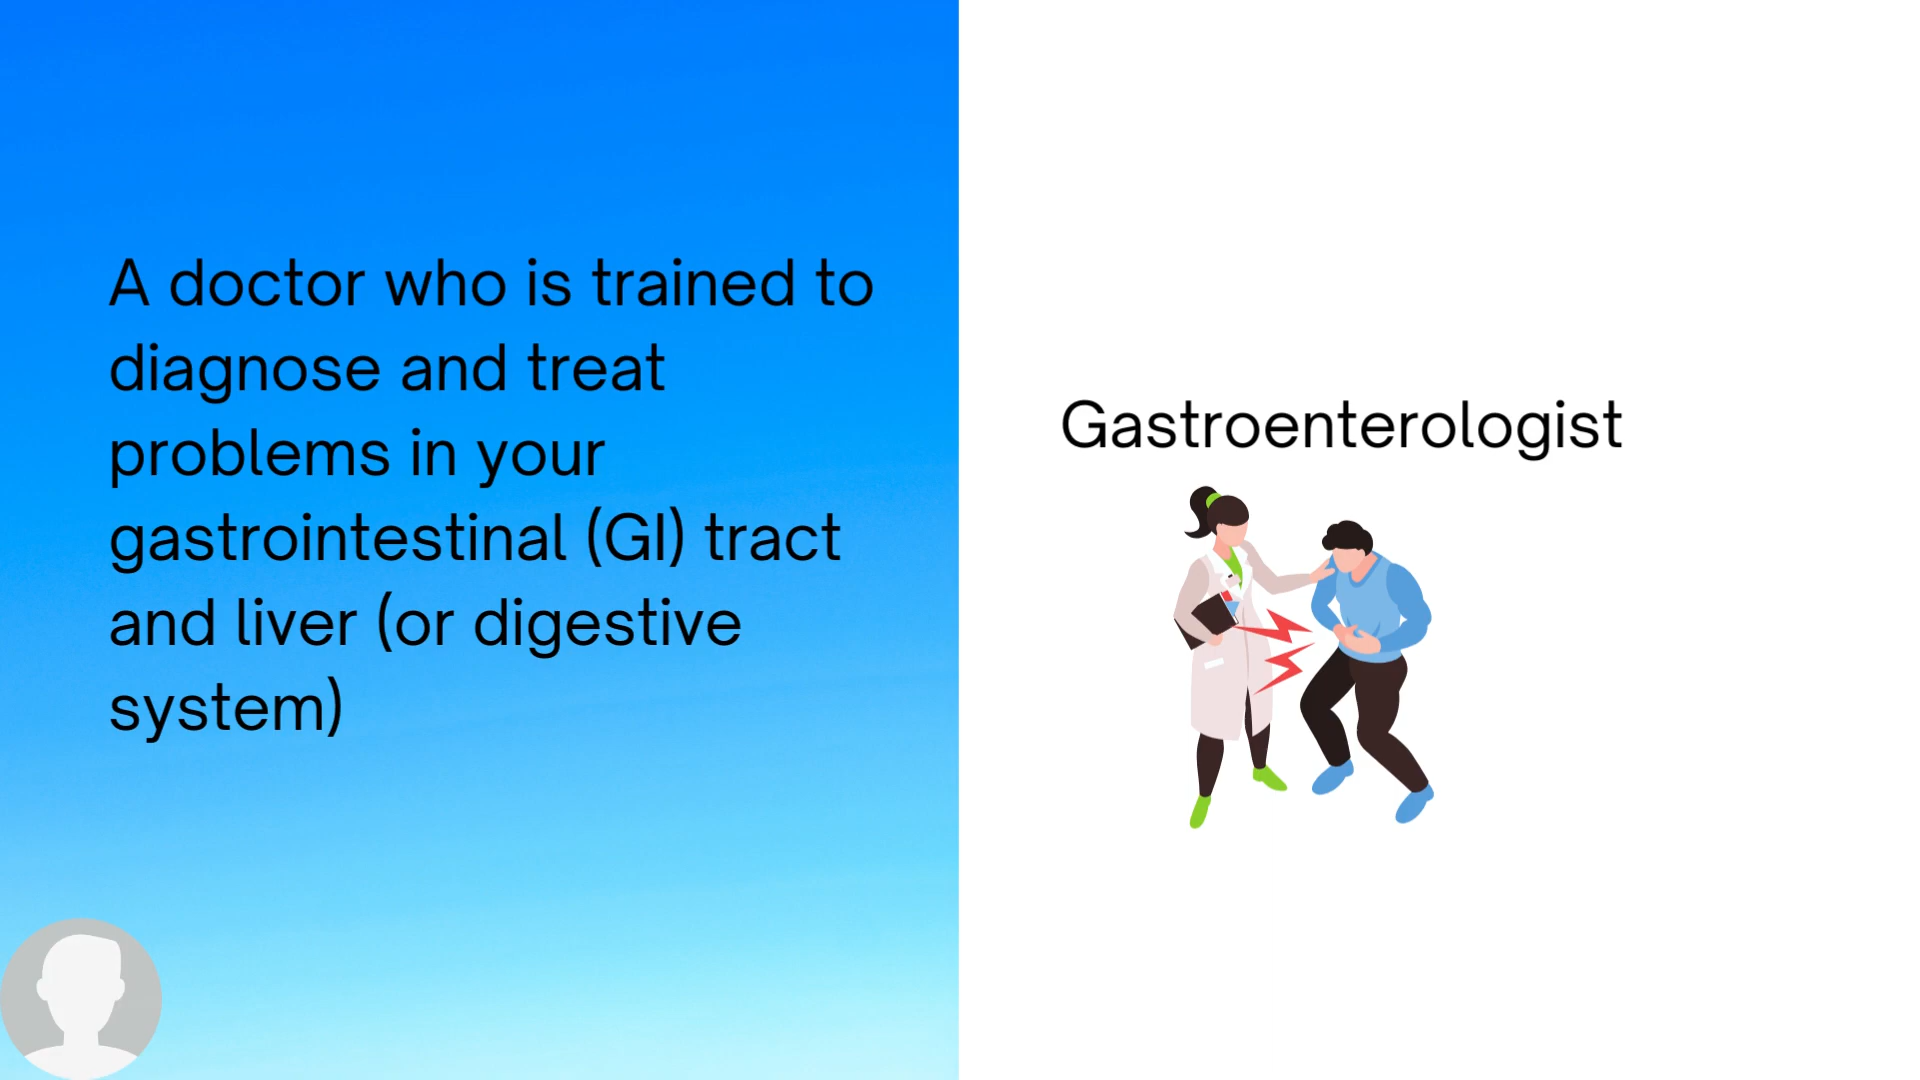 A doctor who is trained to
diagnose and treat
problems in your
gastrointestinal (GI) tract
and liver (or digestive
system)
Gastroenterologist